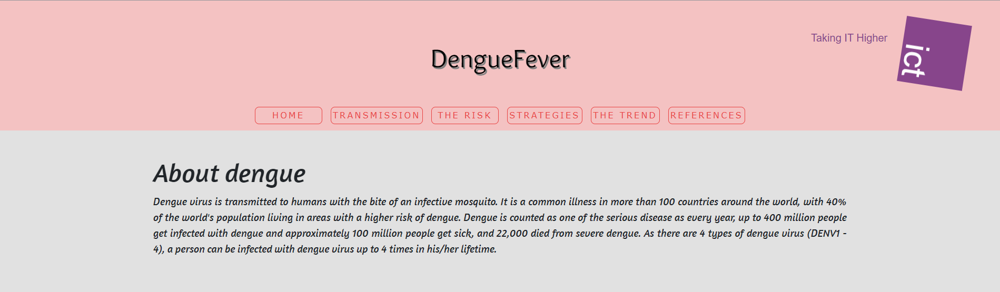 Taking IT Higher
ict
DengueFever
HOME
TRANSMISSION
THE RISK
STRATEGIES
THE TREND
REFERENCES
About dengue
Dengue virus is transmitted to humans with the bite of an infective mosquito. It is a common illness in more than 100 countries around the world, with 40%
of the world's population living in areas with a higher risk of dengue. Dengue is counted as one of the serious disease as every year, up to 400 million people
get infected with dengue and approximately 100 million people get sick, and 22,000 died from severe dengue. As there are 4 types of dengue virus (DENV1 -
4), a person can be infected with dengue virus up to 4 times in his/her lifetime.